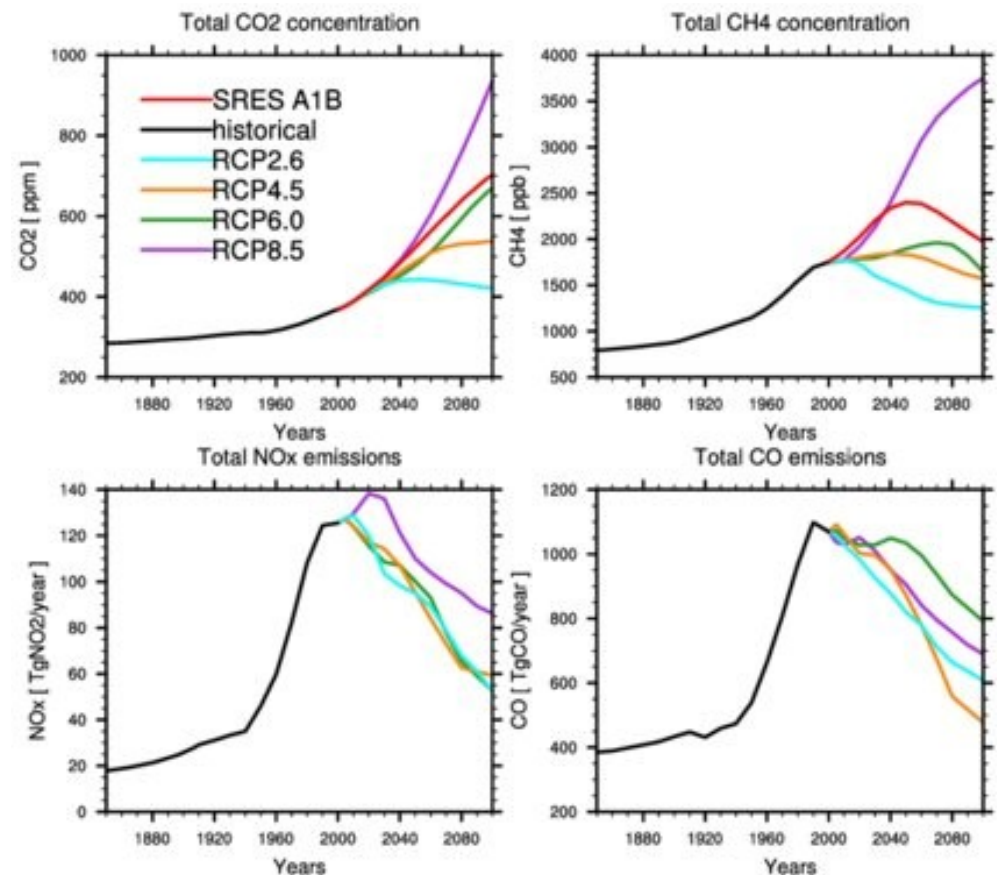 Total CO2 concentration
CO2 [ ppm ]
1000
800
600
400
200
SRES A1B
historical
RCP2.6
RCP4.5
RCP6.0
RCP8.5
1880 1920 1960 2000 2040 2080
Years
Total CH4 concentration
CH4 [ ppb ]
4000
3500
3000
2500
2000
1500
1000
500
1880 1920 1960 2000 2040 2080
Years
Total NOx emissions
NOx [ TgNO2/year ]
140
120
100
80
60
40
20
0
1880 1920 1960 2000 2040 2080
Years
Total CO emissions
CO [ TgCO/year ]
1200
1000
800
600
400
200
1880 1920 1960 2000 2040 2080
Years